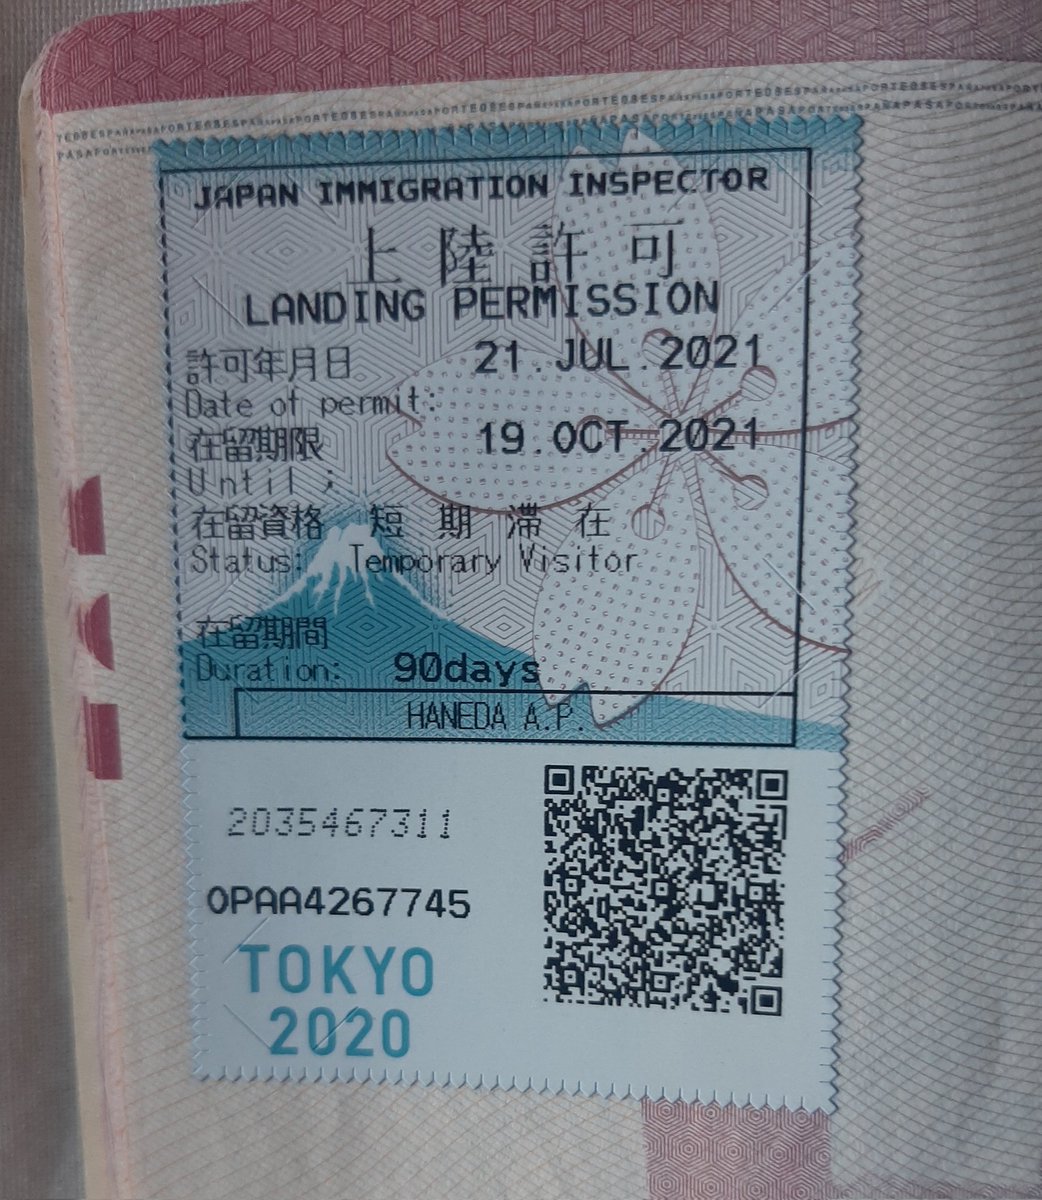 JAPAN IMMIGRATION INSPECTOR
上陸許可
LANDING PERMISSION
許可年月日 21.JUL.2021
Date of permit:
在留期限 19.OCT.2021
Until :
在留資格 短期滞在
Status: Temporary Visitor
在留期間
Duration: 90days
HANEDA A.P.
2035467311
OPAA4267745
TOKYO
2020